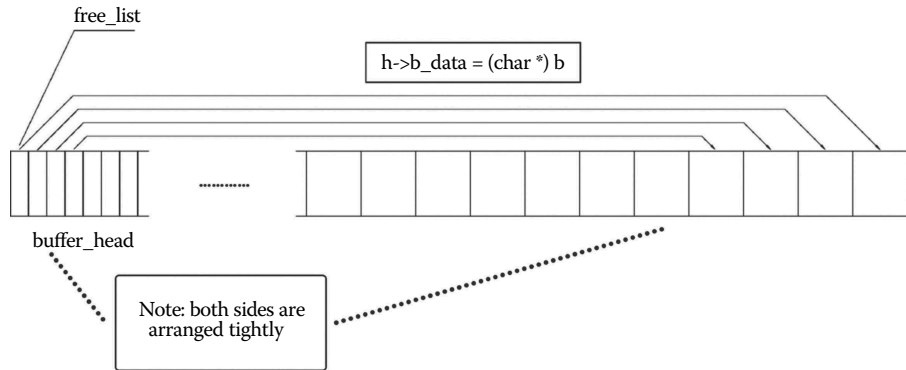 free_list
h->b_data = (char *) b
buffer_head
Note: both sides are
arranged tightly